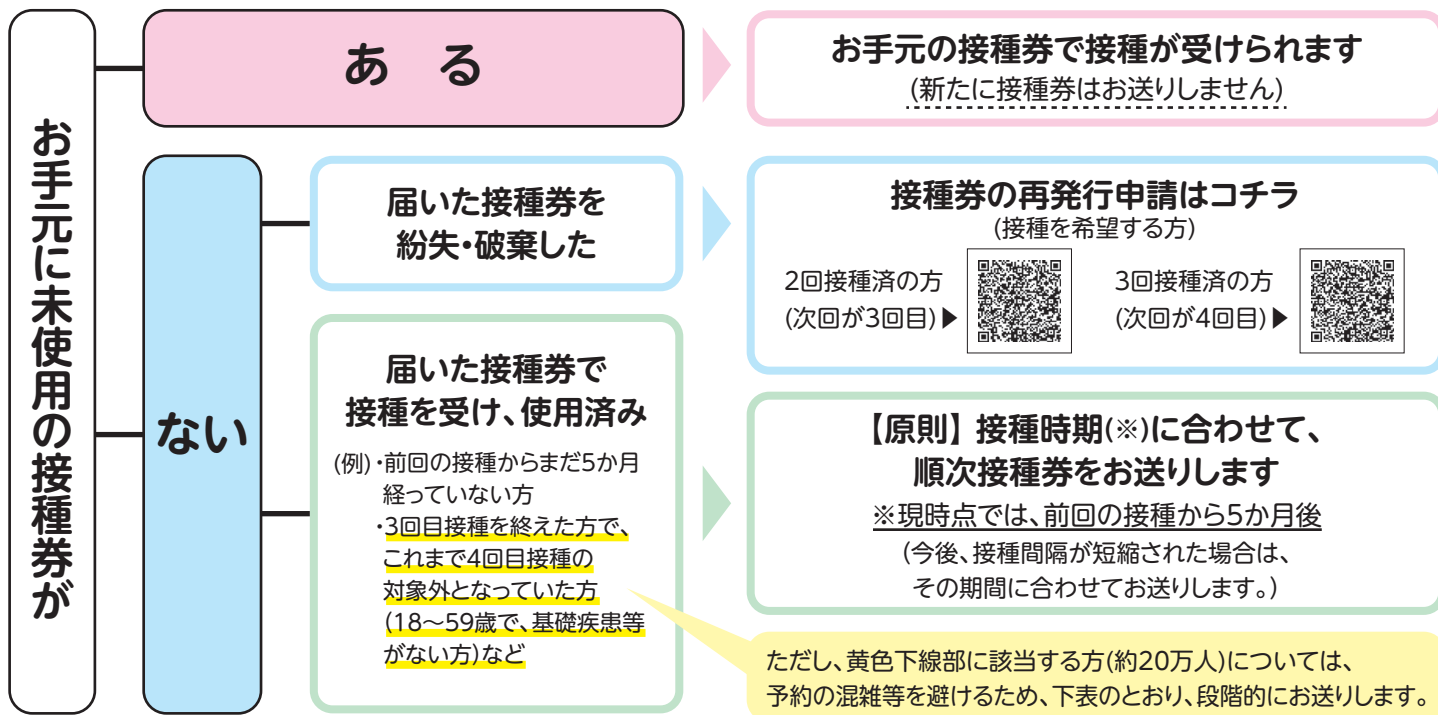 お手元に未使用の接種券が
ある
お手元の接種券で接種が受けられます
(新たに接種券はお送りしません)
ない
届いた接種券を
紛失・破棄した
接種券の再発行申請はコチラ
(接種を希望する方)
2回接種済の方
(次回が3回目)▶
3回接種済の方
(次回が4回目)▶
届いた接種券で
接種を受け、使用済み
(例)・前回の接種からまだ5か月
経っていない方
・3回目接種を終えた方で、
これまで4回目接種の
対象外となっていた方
(18～59歳で、基礎疾患等
がない方)など
【原則】接種時期(※)に合わせて、
順次接種券をお送りします
※現時点では、前回の接種から5か月後
(今後、接種間隔が短縮された場合は、
その期間に合わせてお送りします。)
ただし、黄色下線部に該当する方(約20万人)については、
予約の混雑等を避けるため、下表のとおり、段階的にお送りします。